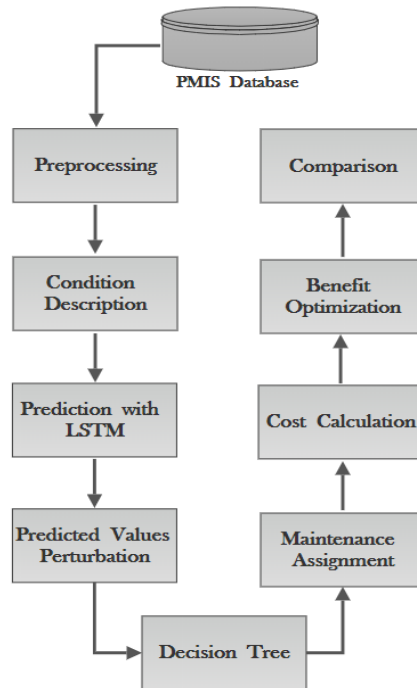 PMIS Database
Preprocessing
Condition
Description
Prediction with
LSTM
Predicted Values
Perturbation
Decision Tree
Maintenance
Assignment
Cost Calculation
Benefit
Optimization
Comparison